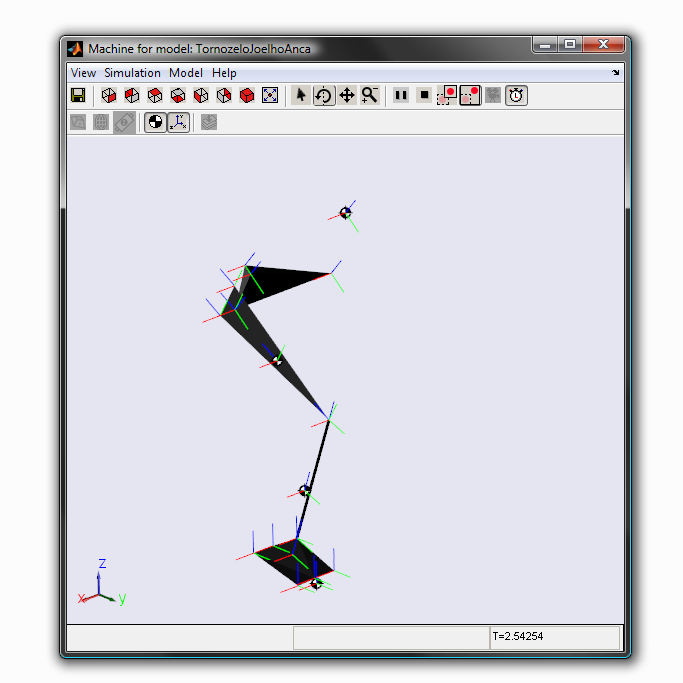 Machine for model: TornozeloJoelhoAnca
View Simulation Model Help
Z
X y
T=2.54254